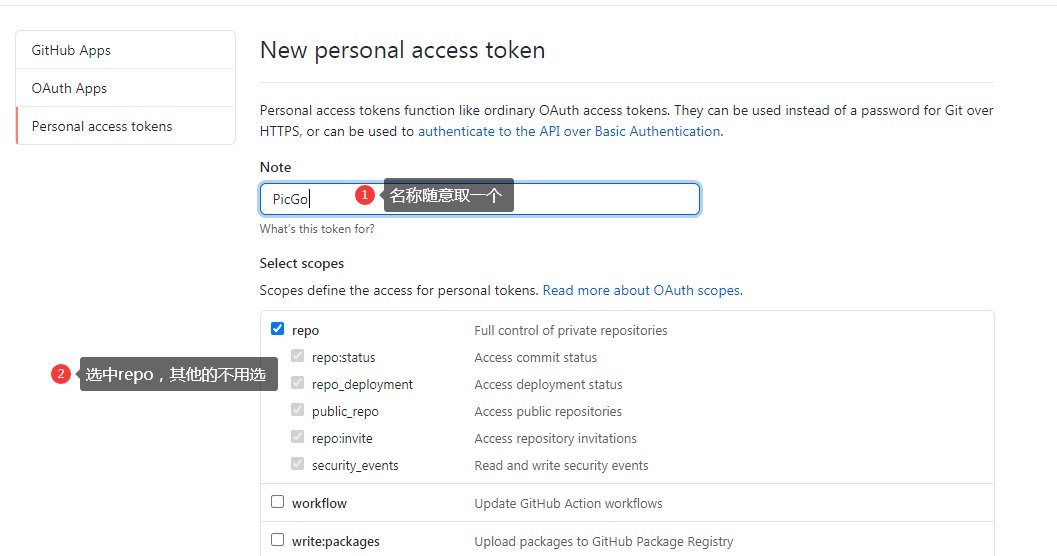 GitHub Apps
OAuth Apps
Personal access tokens
New personal access token
Personal access tokens function like ordinary OAuth access tokens. They can be used instead of a password for Git over
HTTPS, or can be used to authenticate to the API over Basic Authentication.
Note
PicGo 1 名称随意取一个
What's this token for?
Select scopes
Scopes define the access for personal tokens. Read more about OAuth scopes.
repo Full control of private repositories
repo:status Access commit status
2 选中repo，其他的不用选
repo_deployment Access deployment status
public_repo Access public repositories
repo:invite Access repository invitations
security_events Read and write security events
workflow Update GitHub Action workflows
write:packages Upload packages to GitHub Package Registry